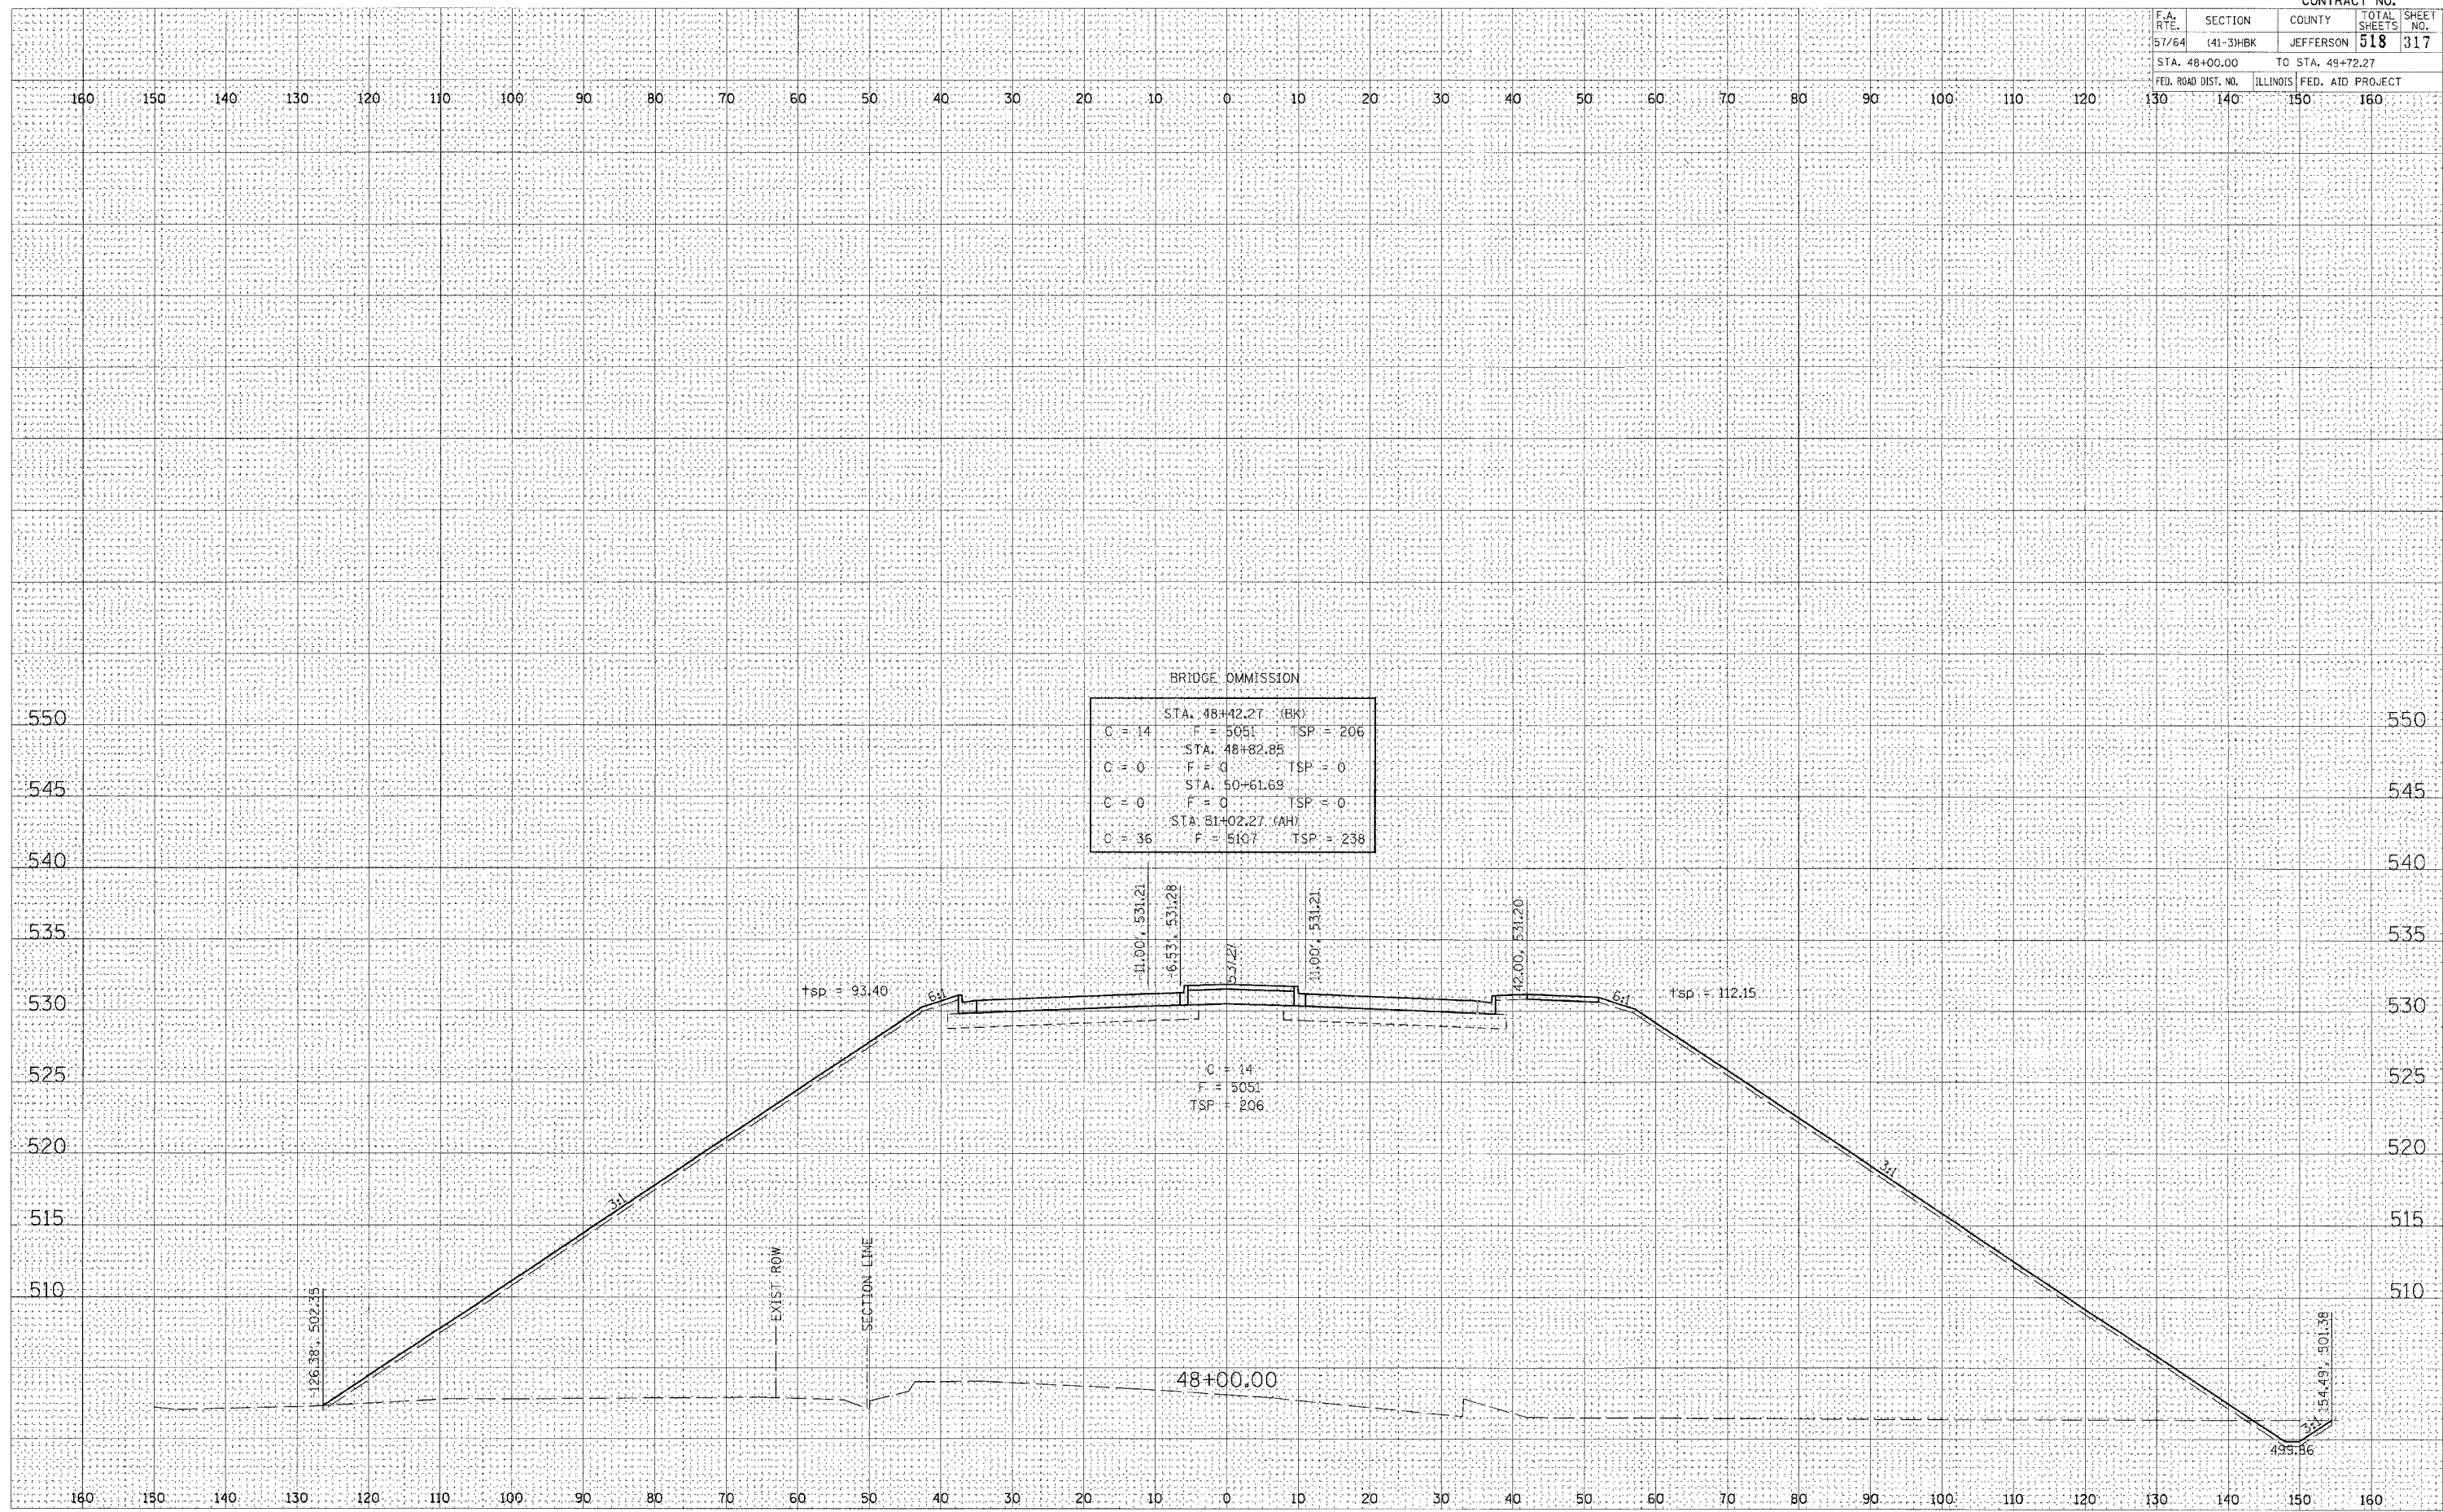 CONTRACT NO.
F.A. RTE. SECTION COUNTY TOTAL SHEETS SHEET NO.
57/64 (41-3)HBK JEFFERSON 518 317
STA. 48+00.00 TO STA. 49+72.27
FED. ROAD DIST. NO. ILLINOIS FED. AID PROJECT
160 150 140 130 120 110 100 90 80 70 60 50 40 30 20 10 0 10 20 30 40 50 60 70 80 90 100 110 120 130 140 150 160
BRIDGE OMMISSION
STA. 48+42.27 (BK)
C = 14 F = 5051 TSP = 206
STA. 48+82.85
C = 0 F = 0 TSP = 0
STA. 50+61.69
C = 0 F = 0 TSP = 0
STA 51+02.27 (AH)
C = 36 F = 5107 TSP = 238
550 550
545 545
540 540
535 535
530 530
525 525
520 520
515 515
510 510
-11.00', 531.21
-6.53', 531.28
11.00', 531.21
42.00, 531.20
tsp = 93.40
6:1
6:1
tsp = 112.15
C = 14
F = 5051
TSP = 206
3:1
3:1
EXIST ROW
SECTION LINE
-126.38', 502.35
154.49', 501.38
48+00.00
3:1
499.86
160 150 140 130 120 110 100 90 80 70 60 50 40 30 20 10 0 10 20 30 40 50 60 70 80 90 100 110 120 130 140 150 160